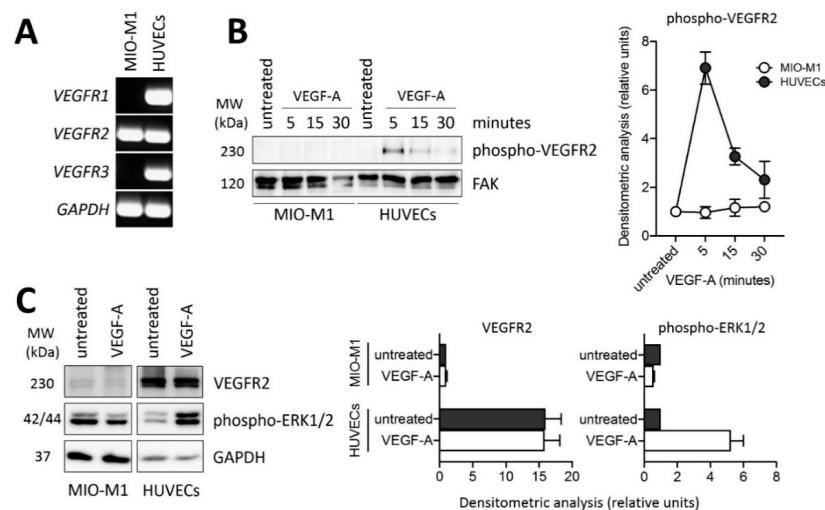 A
MIO-M1
HUVECs
VEGFR1
VEGFR2
VEGFR3
GAPDH
B
MW
(kDa)
untreated
VEGF-A
5 15 30
untreated
VEGF-A
5 15 30
minutes
230
phospho-VEGFR2
120
FAK
MIO-M1
HUVECs
phospho-VEGFR2
Densitometric analysis (relative units)
8
6
4
2
0
untreated
5
15
30
VEGF-A (minutes)
MIO-M1
HUVECs
C
MW
(kDa)
untreated
VEGF-A
untreated
VEGF-A
230
VEGFR2
42/44
phospho-ERK1/2
37
GAPDH
MIO-M1
HUVECs
VEGFR2
MIO-M1
untreated
VEGF-A
HUVECs
untreated
VEGF-A
0 5 10 15 20
phospho-ERK1/2
untreated
VEGF-A
untreated
VEGF-A
0 2 4 6 8
Densitometric analysis (relative units)